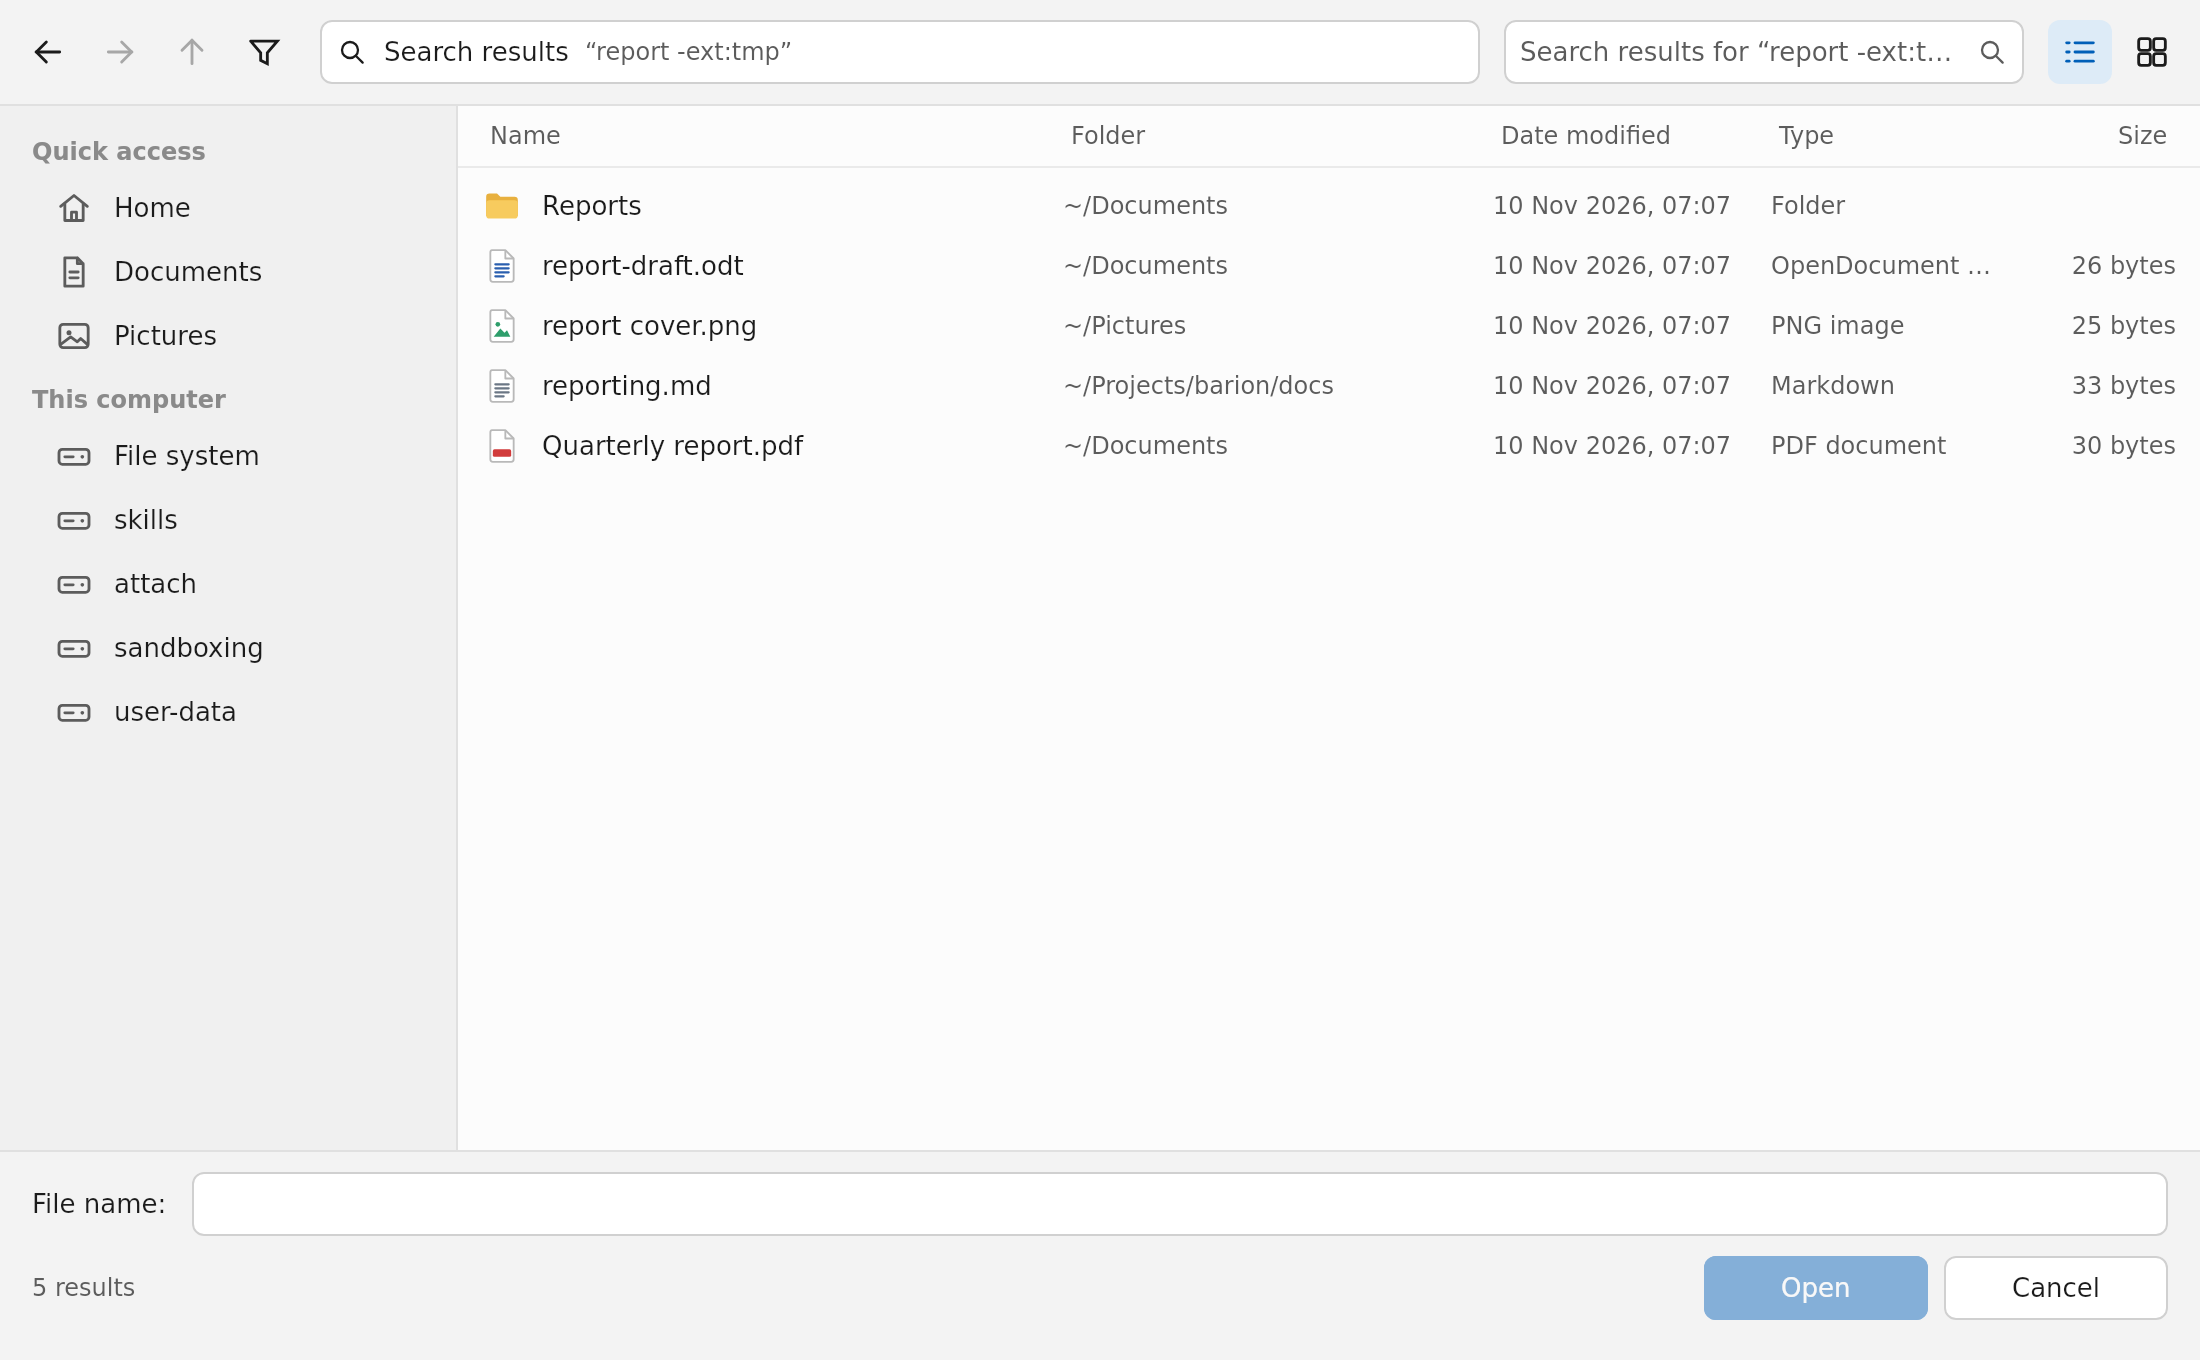 Search results “report -ext:tmp”
Search results for “report -ext:t…
Quick access
Home
Documents
Pictures
This computer
File system
skills
attach
sandboxing
user-data
Name Folder Date modified Type Size
Reports ~/Documents 10 Nov 2026, 07:07 Folder
report-draft.odt ~/Documents 10 Nov 2026, 07:07 OpenDocument … 26 bytes
report cover.png ~/Pictures 10 Nov 2026, 07:07 PNG image 25 bytes
reporting.md ~/Projects/barion/docs 10 Nov 2026, 07:07 Markdown 33 bytes
Quarterly report.pdf ~/Documents 10 Nov 2026, 07:07 PDF document 30 bytes
File name:
5 results
Open
Cancel